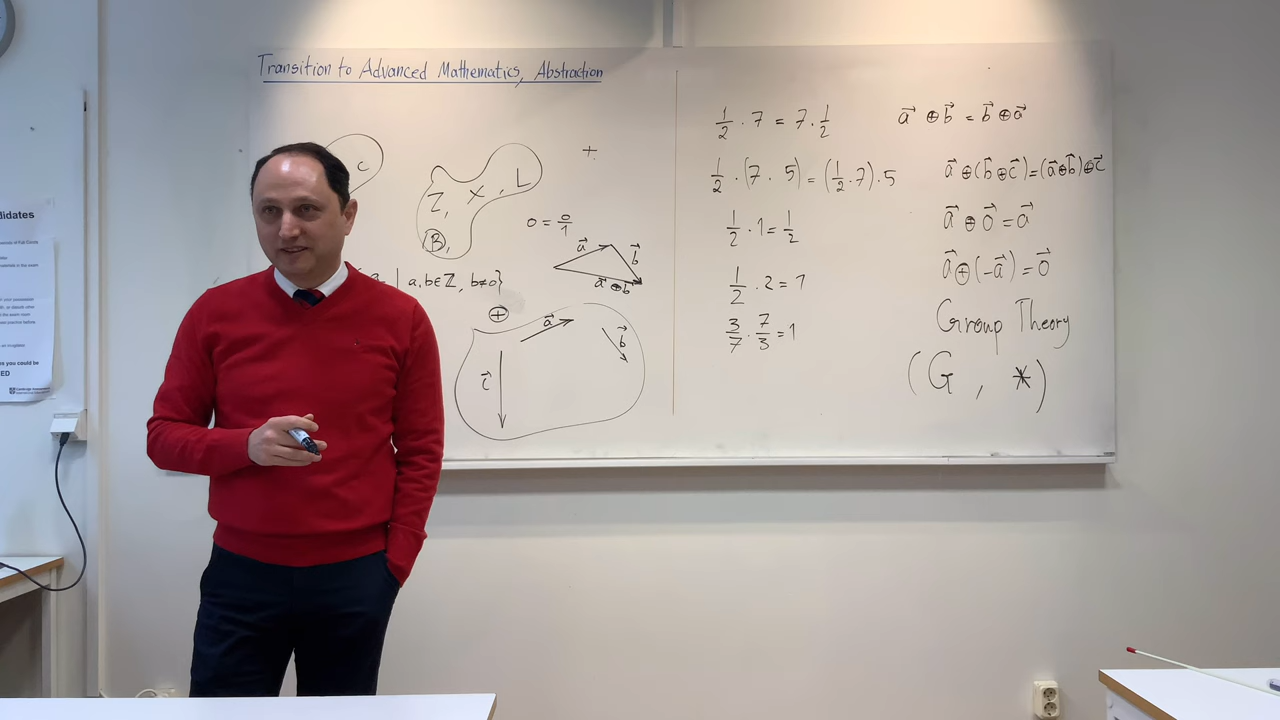 Transition to Advanced Mathematics, Abstraction
C
Z, X, L
B,
+
0 = 0/1
a⃗
b⃗
a⃗ ⊕ b⃗
| a,b∈ℤ, b≠0}
⊕
a⃗
b⃗
c⃗
1/2 · 7 = 7 · 1/2
1/2 · (7 · 5) = (1/2 · 7) · 5
1/2 · 1 = 1/2
1/2 · 2 = 1
3/7 · 7/3 = 1
a⃗ ⊕ b⃗ = b⃗ ⊕ a⃗
a⃗ ⊕ (b⃗ ⊕ c⃗) = (a⃗ ⊕ b⃗) ⊕ c⃗
a⃗ ⊕ 0⃗ = a⃗
a⃗ ⊕ (-a⃗) = 0⃗
Group Theory
(G , *)
didates
ED